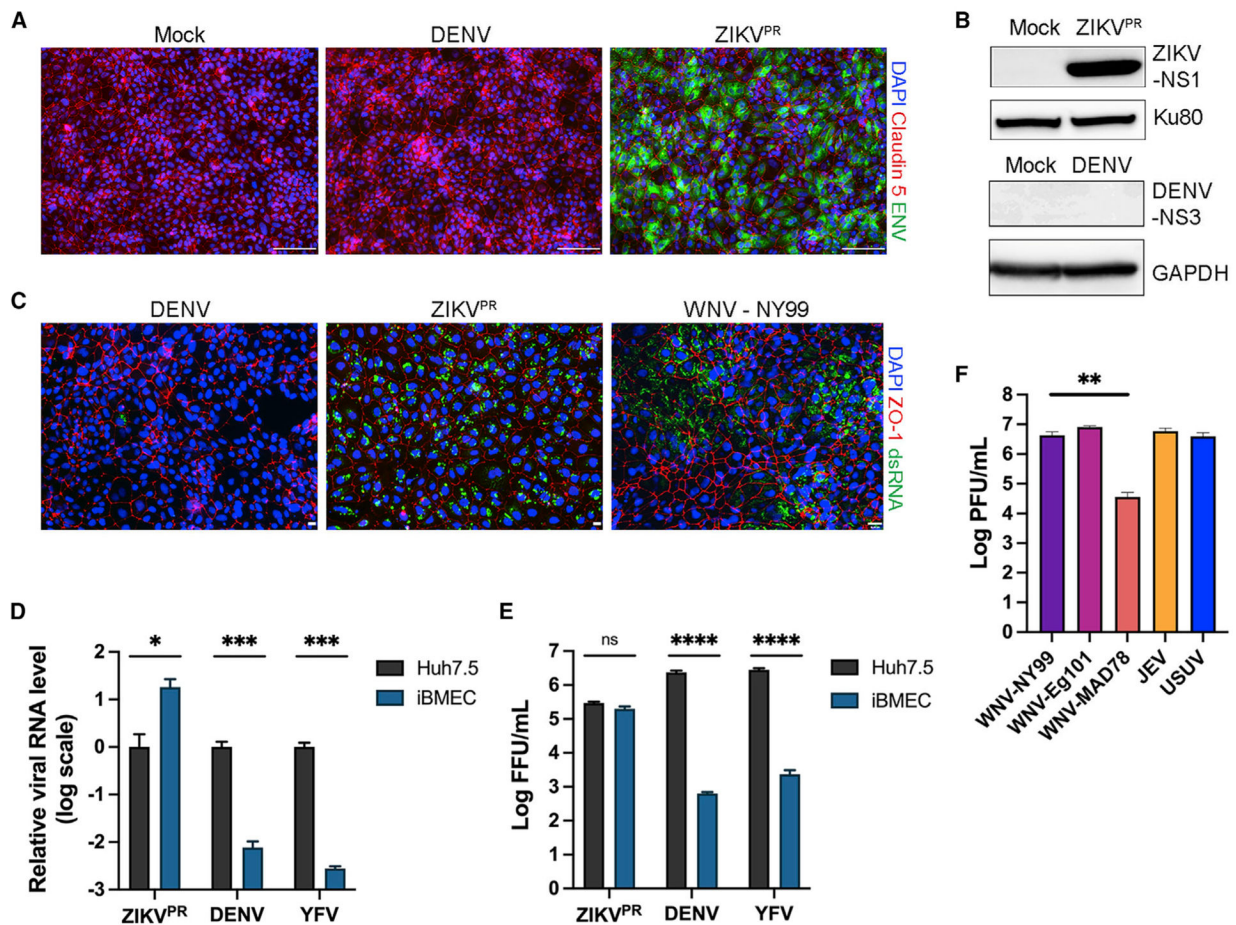 A
Mock
DENV
ZIKVPR
DAPI Claudin 5 ENV
B
Mock ZIKVPR
ZIKV
-NS1
Ku80
Mock DENV
DENV
-NS3
GAPDH
C
DENV
ZIKVPR
WNV - NY99
DAPI ZO-1 dsRNA
D
Relative viral RNA level
(log scale)
2
1
0
-1
-2
-3
*
***
***
Huh7.5
iBMEC
ZIKVPR
DENV
YFV
E
Log FFU/mL
7
6
5
4
3
2
1
0
ns
****
****
Huh7.5
iBMEC
ZIKVPR
DENV
YFV
F
Log PFU/mL
8
7
6
5
4
3
2
1
0
**
WNV-NY99
WNV-Eg101
WNV-MAD78
JEV
USUV